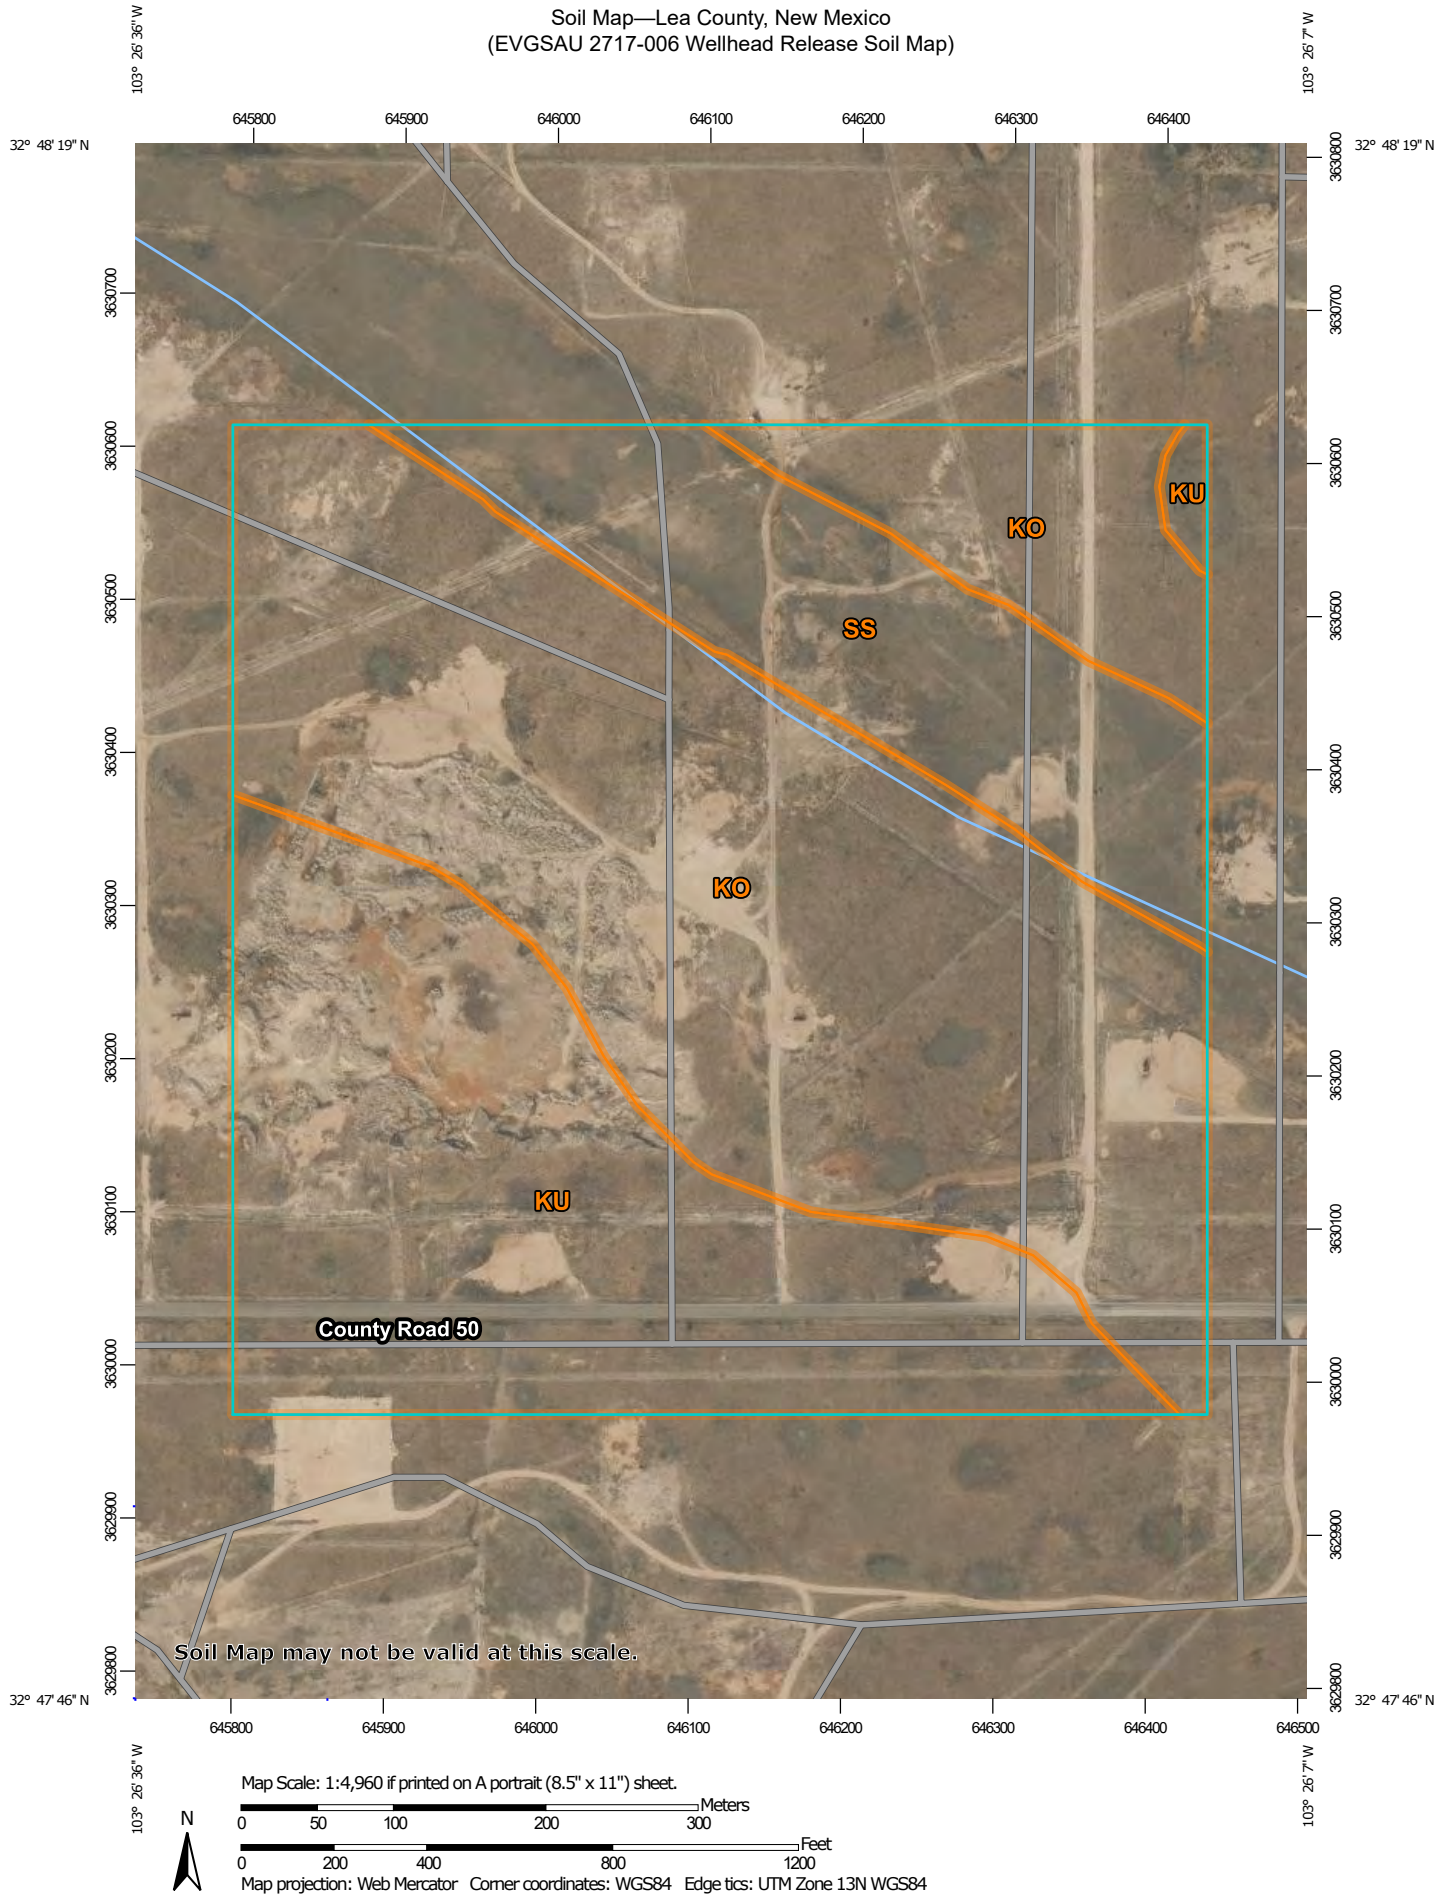 Soil Map—Lea County, New Mexico
(EVGSAU 2717-006 Wellhead Release Soil Map)
103° 26' 36'' W
103° 26' 7'' W
645800 645900 646000 646100 646200 646300 646400
32° 48' 19'' N
32° 48' 19'' N
3630800
3630700
3630700
3630600
3630600
KU
KO
3630500
3630500
SS
3630400
3630400
KO
3630300
3630300
3630200
3630200
KU
3630100
3630100
County Road 50
3630000
3630000
3629900
3629900
Soil Map may not be valid at this scale.
3629800
3629800
32° 47' 46'' N
32° 47' 46'' N
645800 645900 646000 646100 646200 646300 646400 646500
103° 26' 36'' W
103° 26' 7'' W
Map Scale: 1:4,960 if printed on A portrait (8.5" x 11") sheet.
Meters
0 50 100 200 300
N
Feet
0 200 400 800 1200
Map projection: Web Mercator Corner coordinates: WGS84 Edge tics: UTM Zone 13N WGS84